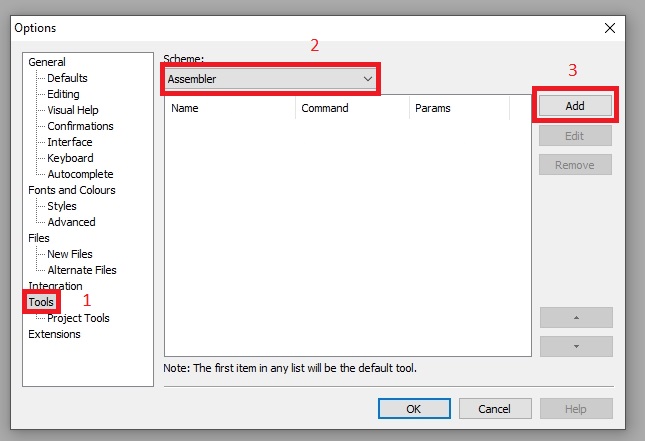 Options
2
General
Defaults
Editing
Visual Help
Confirmations
Interface
Keyboard
Autocomplete
Fonts and Colours
Styles
Advanced
Files
New Files
Alternate Files
Integration
Tools
1
Project Tools
Extensions
Scheme:
Assembler
3
Name Command Params
Add
Edit
Remove
Note: The first item in any list will be the default tool.
OK Cancel Help